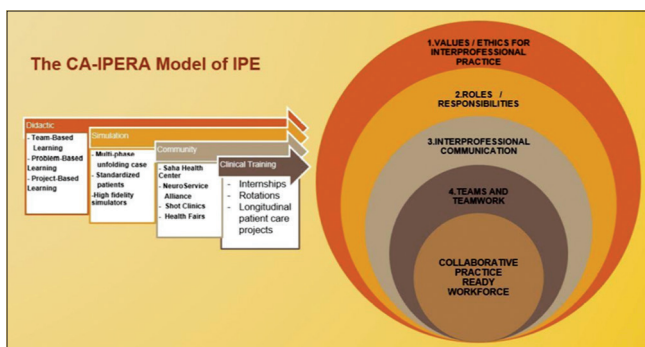 The CA-IPERA Model of IPE
Didactic
- Team-Based
Learning
- Problem-Based
Learning
- Project-Based
Learning
Simulation
- Multi-phase
unfolding case
- Standardized
patients
-High fidelity
simulators
Community
- Saha Health
Center
- NeuroService
Alliance
- Shot Clinics
- Health Fairs
Clinical Training
- Internships
- Rotations
- Longitudinal
patient care
projects
1.VALUES / ETHICS FOR
INTERPROFESSIONAL
PRACTICE
2.ROLES /
RESPONSIBILITIES
3.INTERPROFESSIONAL
COMMUNICATION
4.TEAMS AND
TEAMWORK
COLLABORATIVE
PRACTICE
READY
WORKFORCE